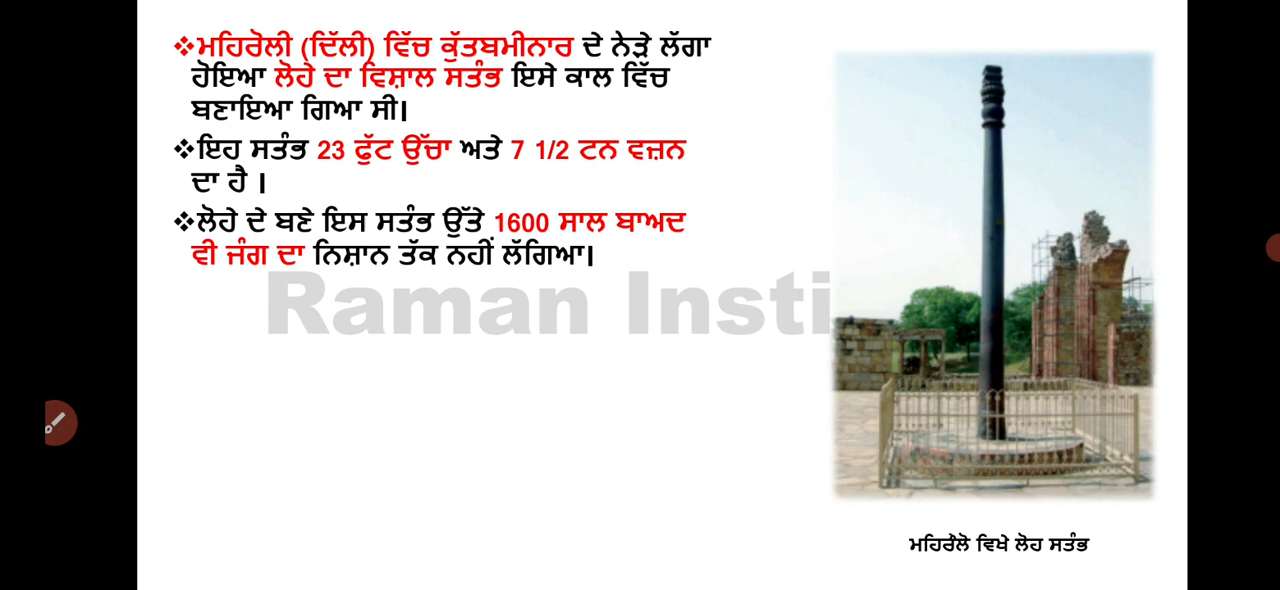 ❖ਮਹਿਰੋਲੀ (ਦਿੱਲੀ) ਵਿੱਚ ਕੁੱਤਬਮੀਨਾਰ ਦੇ ਨੇੜੇ ਲੱਗਾ
ਹੋਇਆ ਲੋਹੇ ਦਾ ਵਿਸ਼ਾਲ ਸਤੰਭ ਇਸੇ ਕਾਲ ਵਿੱਚ
ਬਣਾਇਆ ਗਿਆ ਸੀ।
❖ਇਹ ਸਤੰਭ 23 ਫੁੱਟ ਉੱਚਾ ਅਤੇ 7 1/2 ਟਨ ਵਜ਼ਨ
ਦਾ ਹੈ ।
❖ਲੋਹੇ ਦੇ ਬਣੇ ਇਸ ਸਤੰਭ ਉੱਤੇ 1600 ਸਾਲ ਬਾਅਦ
ਵੀ ਜੰਗ ਦਾ ਨਿਸ਼ਾਨ ਤੱਕ ਨਹੀਂ ਲੱਗਿਆ।
Raman Insti
ਵਿਖੇ ਲੋਹ ਸਤੰਭ